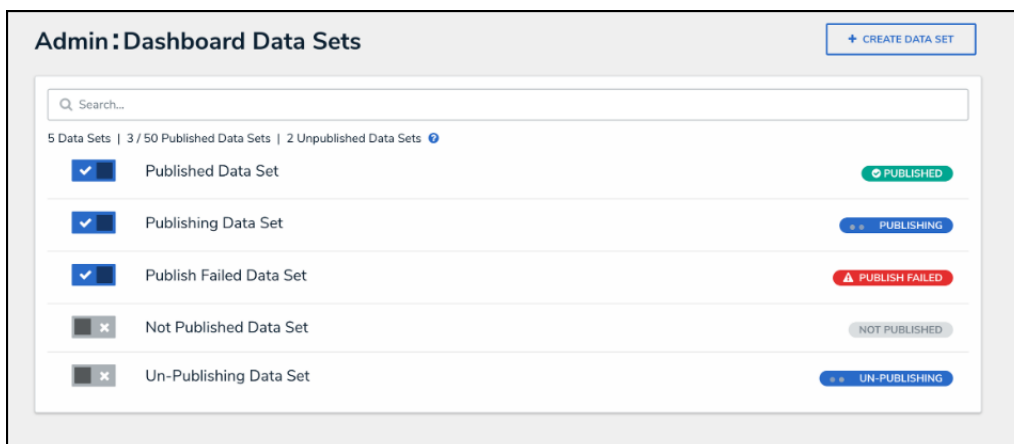 Admin:Dashboard Data Sets
+ CREATE DATA SET
Search...
5 Data Sets | 3 / 50 Published Data Sets | 2 Unpublished Data Sets ?
Published Data Set PUBLISHED
Publishing Data Set PUBLISHING
Publish Failed Data Set PUBLISH FAILED
Not Published Data Set NOT PUBLISHED
Un-Publishing Data Set UN-PUBLISHING